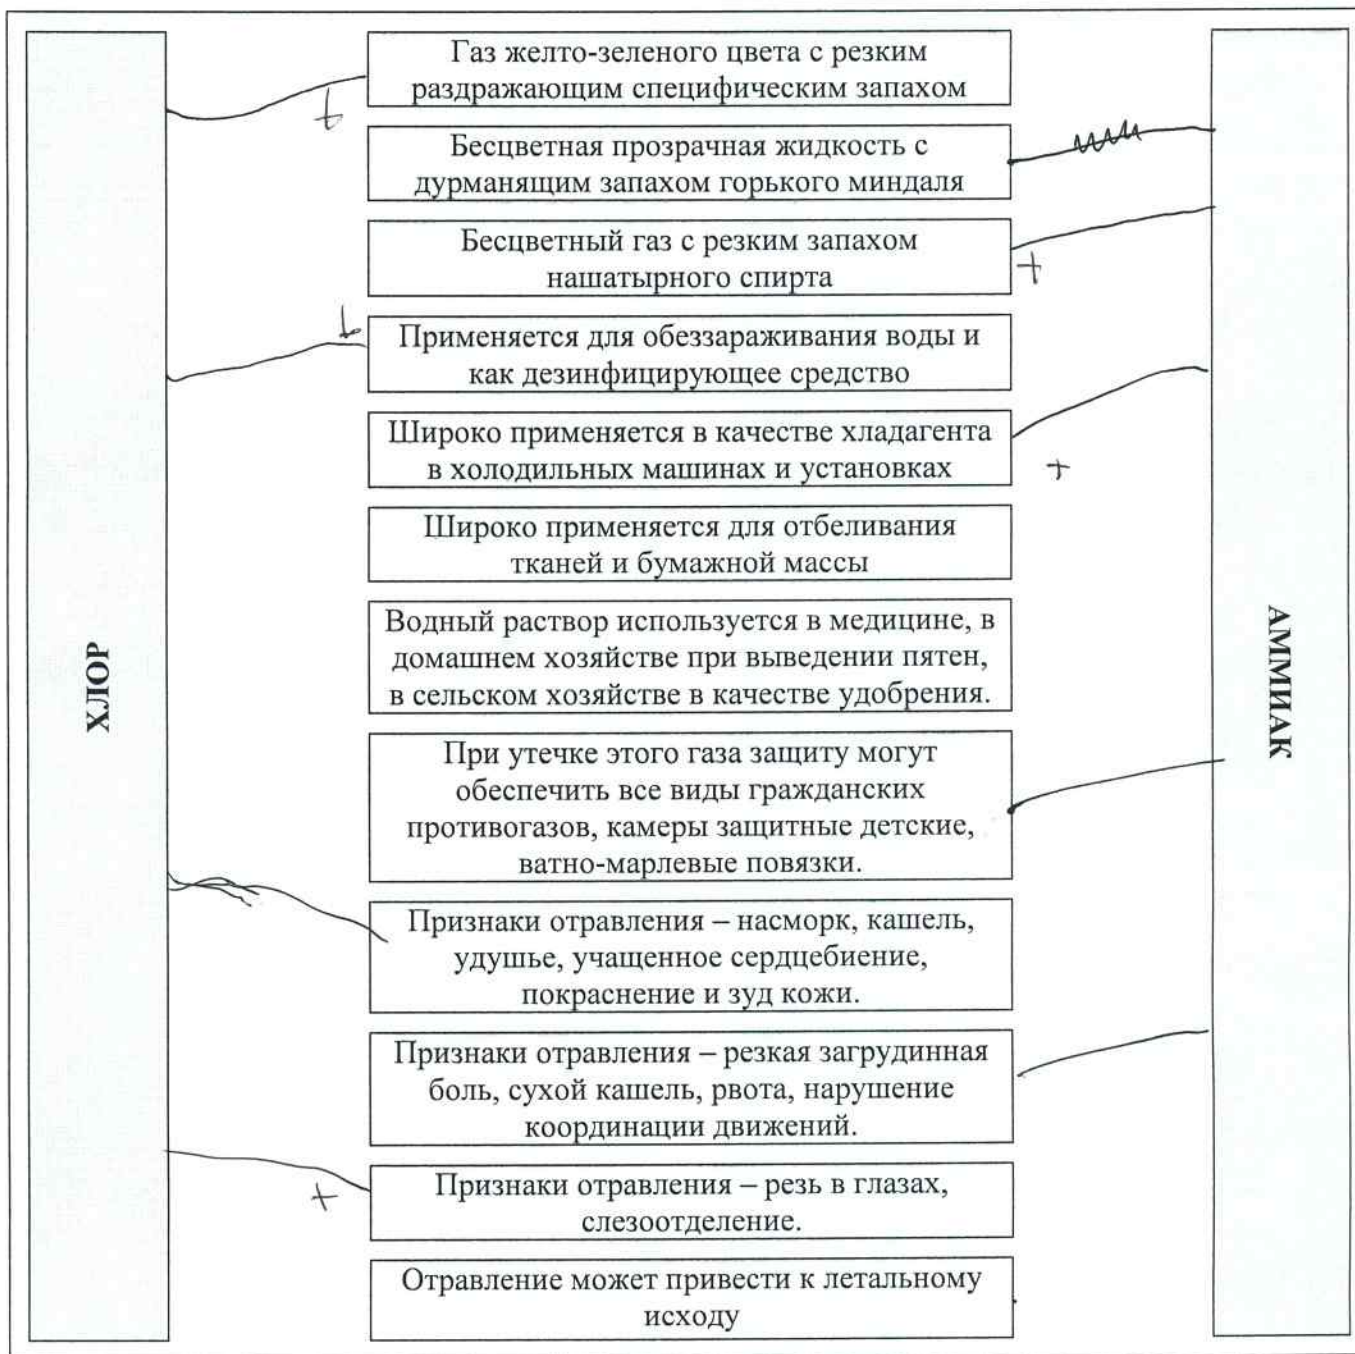 ХЛОР
Газ желто-зеленого цвета с резким
раздражающим специфическим запахом
Бесцветная прозрачная жидкость с
дурманящим запахом горького миндаля
Бесцветный газ с резким запахом
нашатырного спирта
Применяется для обеззараживания воды и
как дезинфицирующее средство
Широко применяется в качестве хладагента
в холодильных машинах и установках
Широко применяется для отбеливания
тканей и бумажной массы
Водный раствор используется в медицине, в
домашнем хозяйстве при выведении пятен,
в сельском хозяйстве в качестве удобрения.
При утечке этого газа защиту могут
обеспечить все виды гражданских
противогазов, камеры защитные детские,
ватно-марлевые повязки.
Признаки отравления – насморк, кашель,
удушье, учащенное сердцебиение,
покраснение и зуд кожи.
Признаки отравления – резкая загрудинная
боль, сухой кашель, рвота, нарушение
координации движений.
Признаки отравления – резь в глазах,
слезоотделение.
Отравление может привести к летальному
исходу
АММИАК